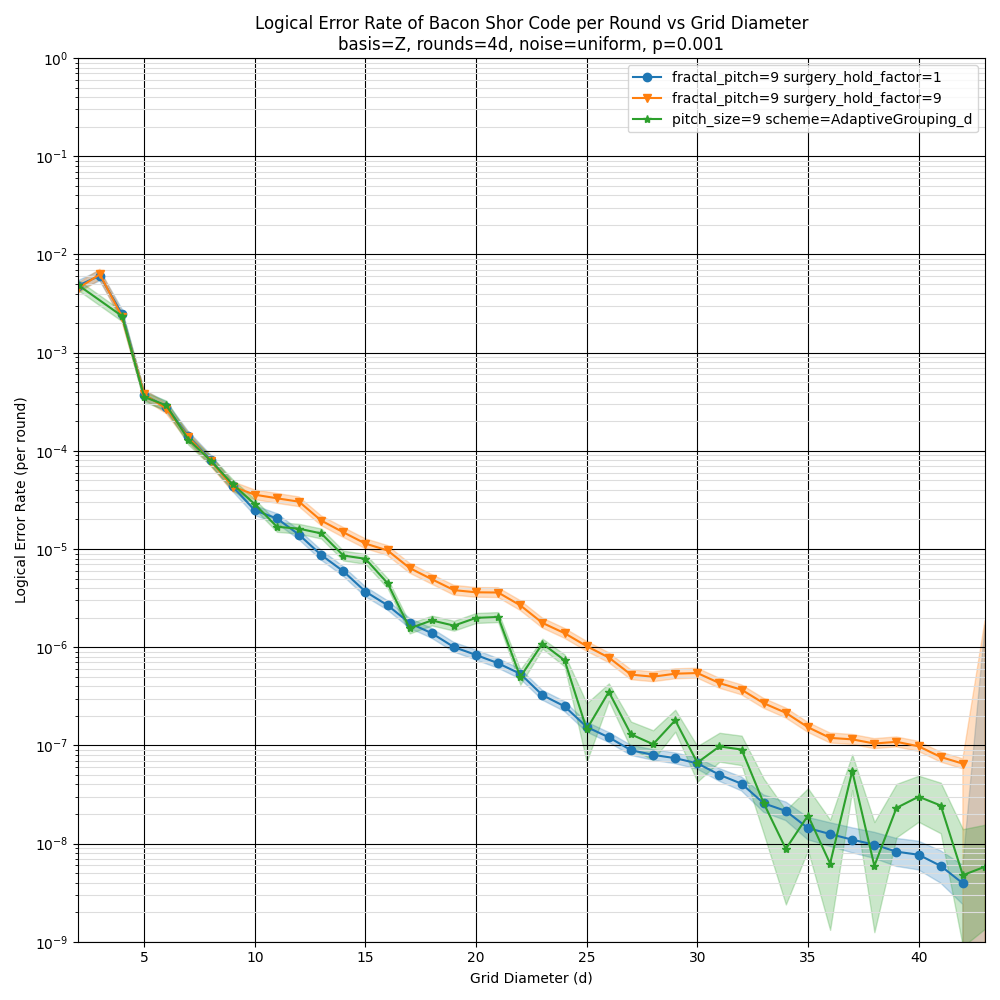 Logical Error Rate of Bacon Shor Code per Round vs Grid Diameter
basis=Z, rounds=4d, noise=uniform, p=0.001
fractal_pitch=9 surgery_hold_factor=1
fractal_pitch=9 surgery_hold_factor=9
pitch_size=9 scheme=AdaptiveGrouping_d
Logical Error Rate (per round)
10⁰
10⁻¹
10⁻²
10⁻³
10⁻⁴
10⁻⁵
10⁻⁶
10⁻⁷
10⁻⁸
10⁻⁹
5 10 15 20 25 30 35 40
Grid Diameter (d)